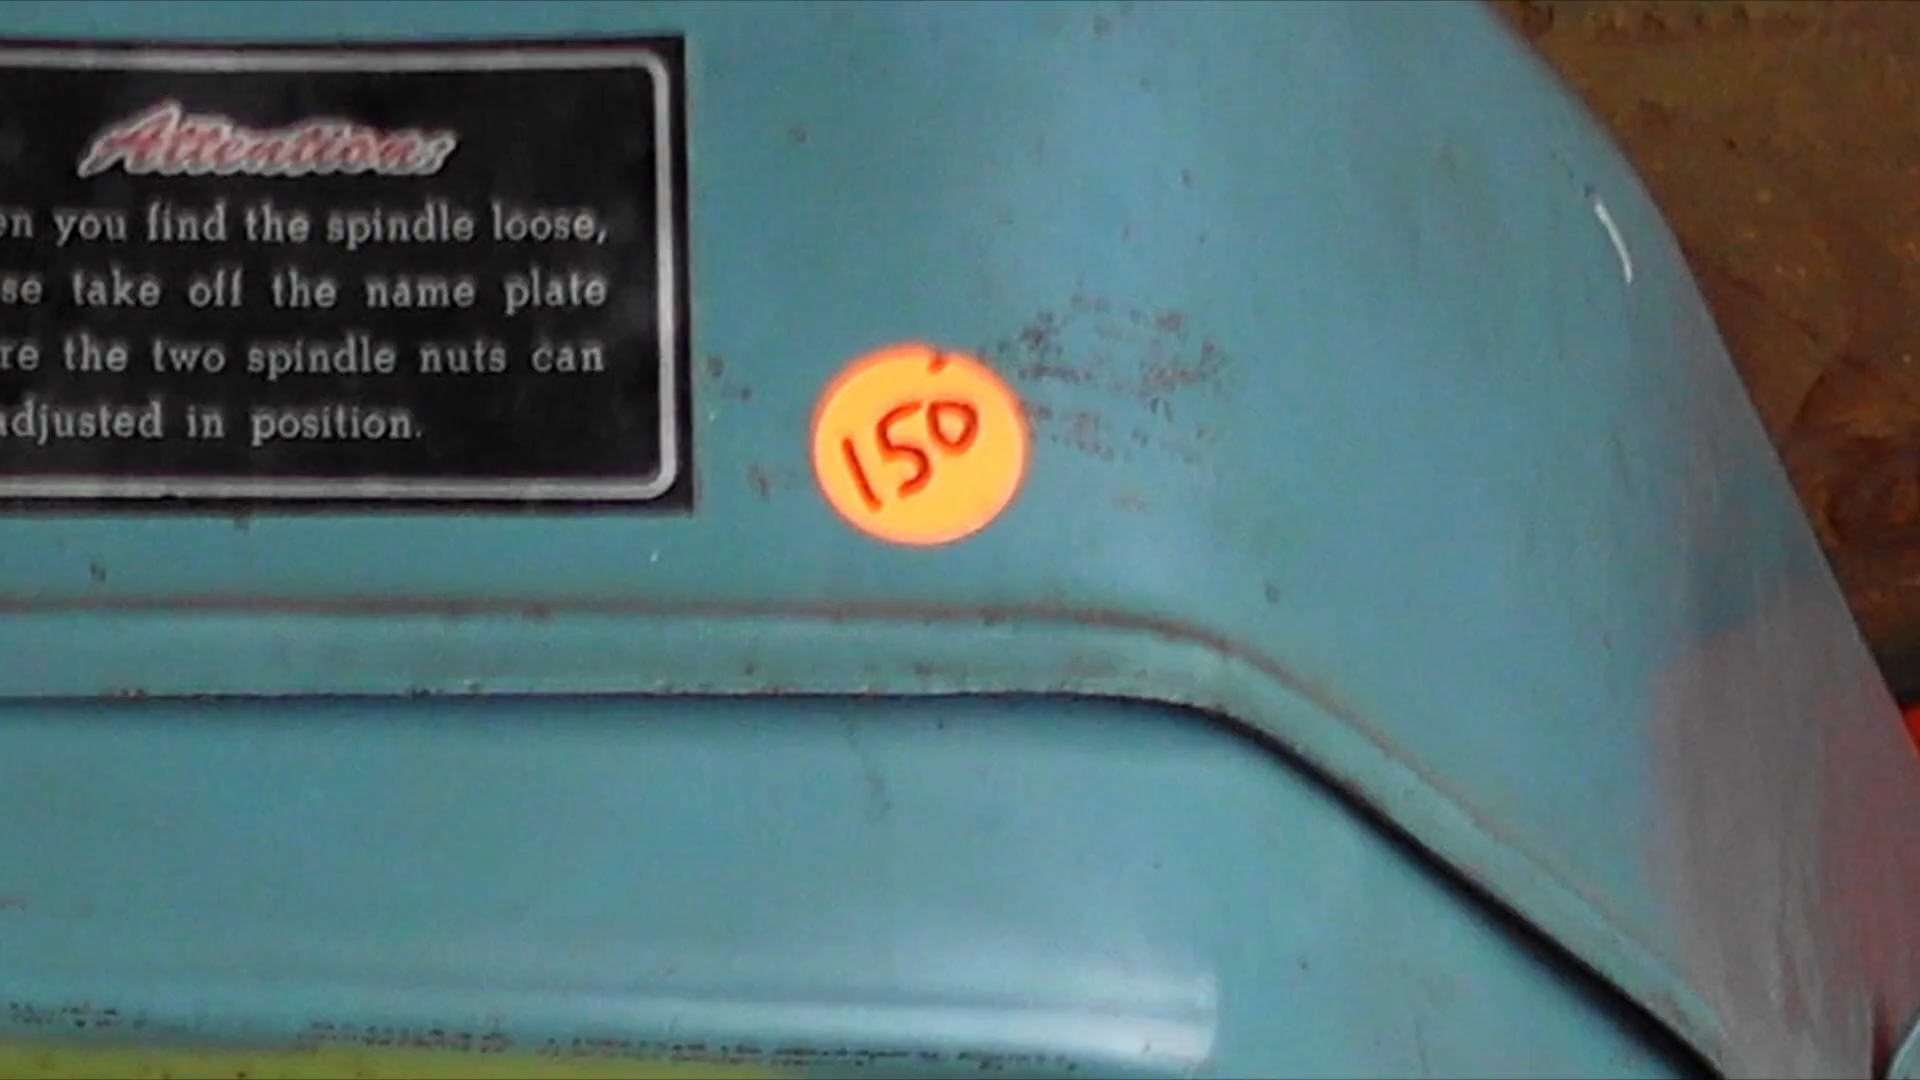 Attention:
en you find the spindle loose,
se take off the name plate
re the two spindle nuts can
adjusted in position.
150